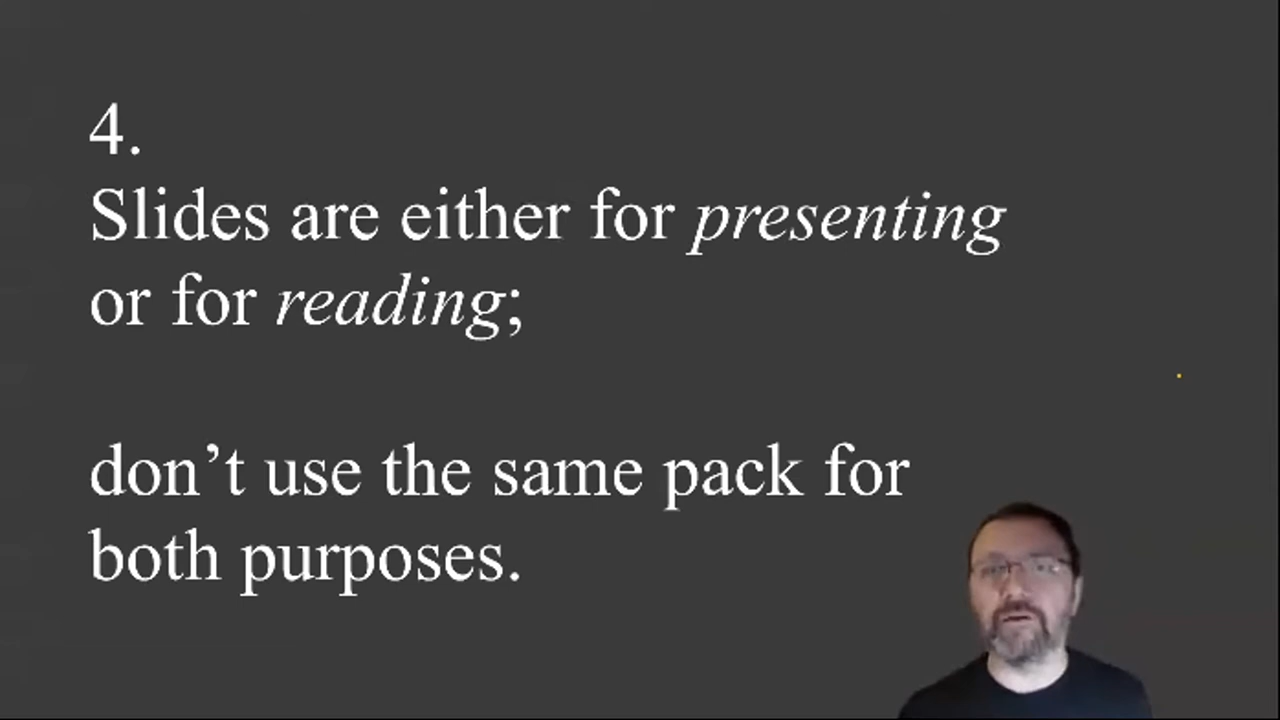 4.
Slides are either for presenting
or for reading;
don’t use the same pack for
both purposes.